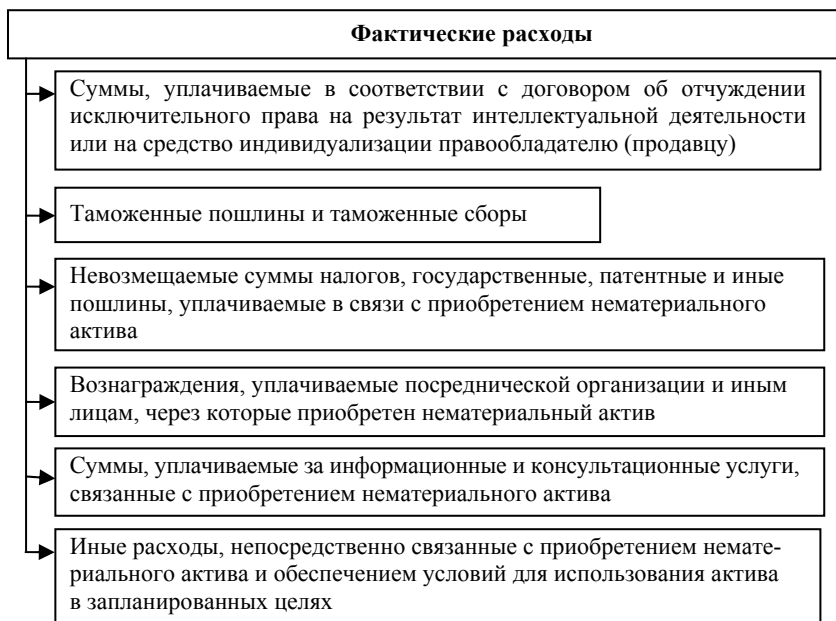 Фактические расходы
Суммы, уплачиваемые в соответствии с договором об отчуждении
исключительного права на результат интеллектуальной деятельности
или на средство индивидуализации правообладателю (продавцу)
Таможенные пошлины и таможенные сборы
Невозмещаемые суммы налогов, государственные, патентные и иные
пошлины, уплачиваемые в связи с приобретением нематериального
актива
Вознаграждения, уплачиваемые посреднической организации и иным
лицам, через которые приобретен нематериальный актив
Суммы, уплачиваемые за информационные и консультационные услуги,
связанные с приобретением нематериального актива
Иные расходы, непосредственно связанные с приобретением немате-
риального актива и обеспечением условий для использования актива
в запланированных целях